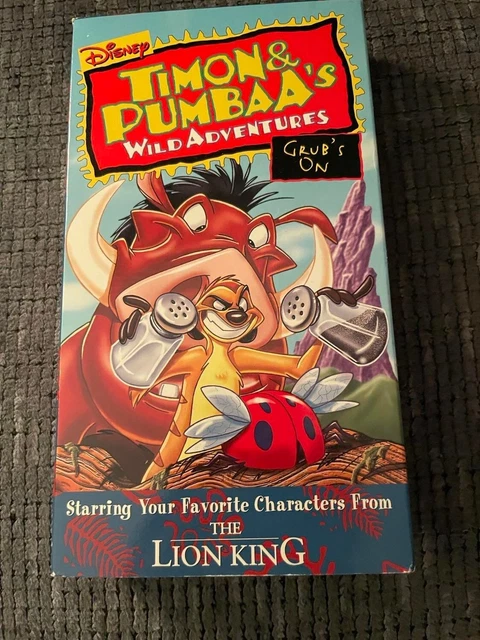 Disney
TIMON &
PUMBAA'S
WILD ADVENTURES
GRUB'S
ON
Starring Your Favorite Characters From
THE
LION KING